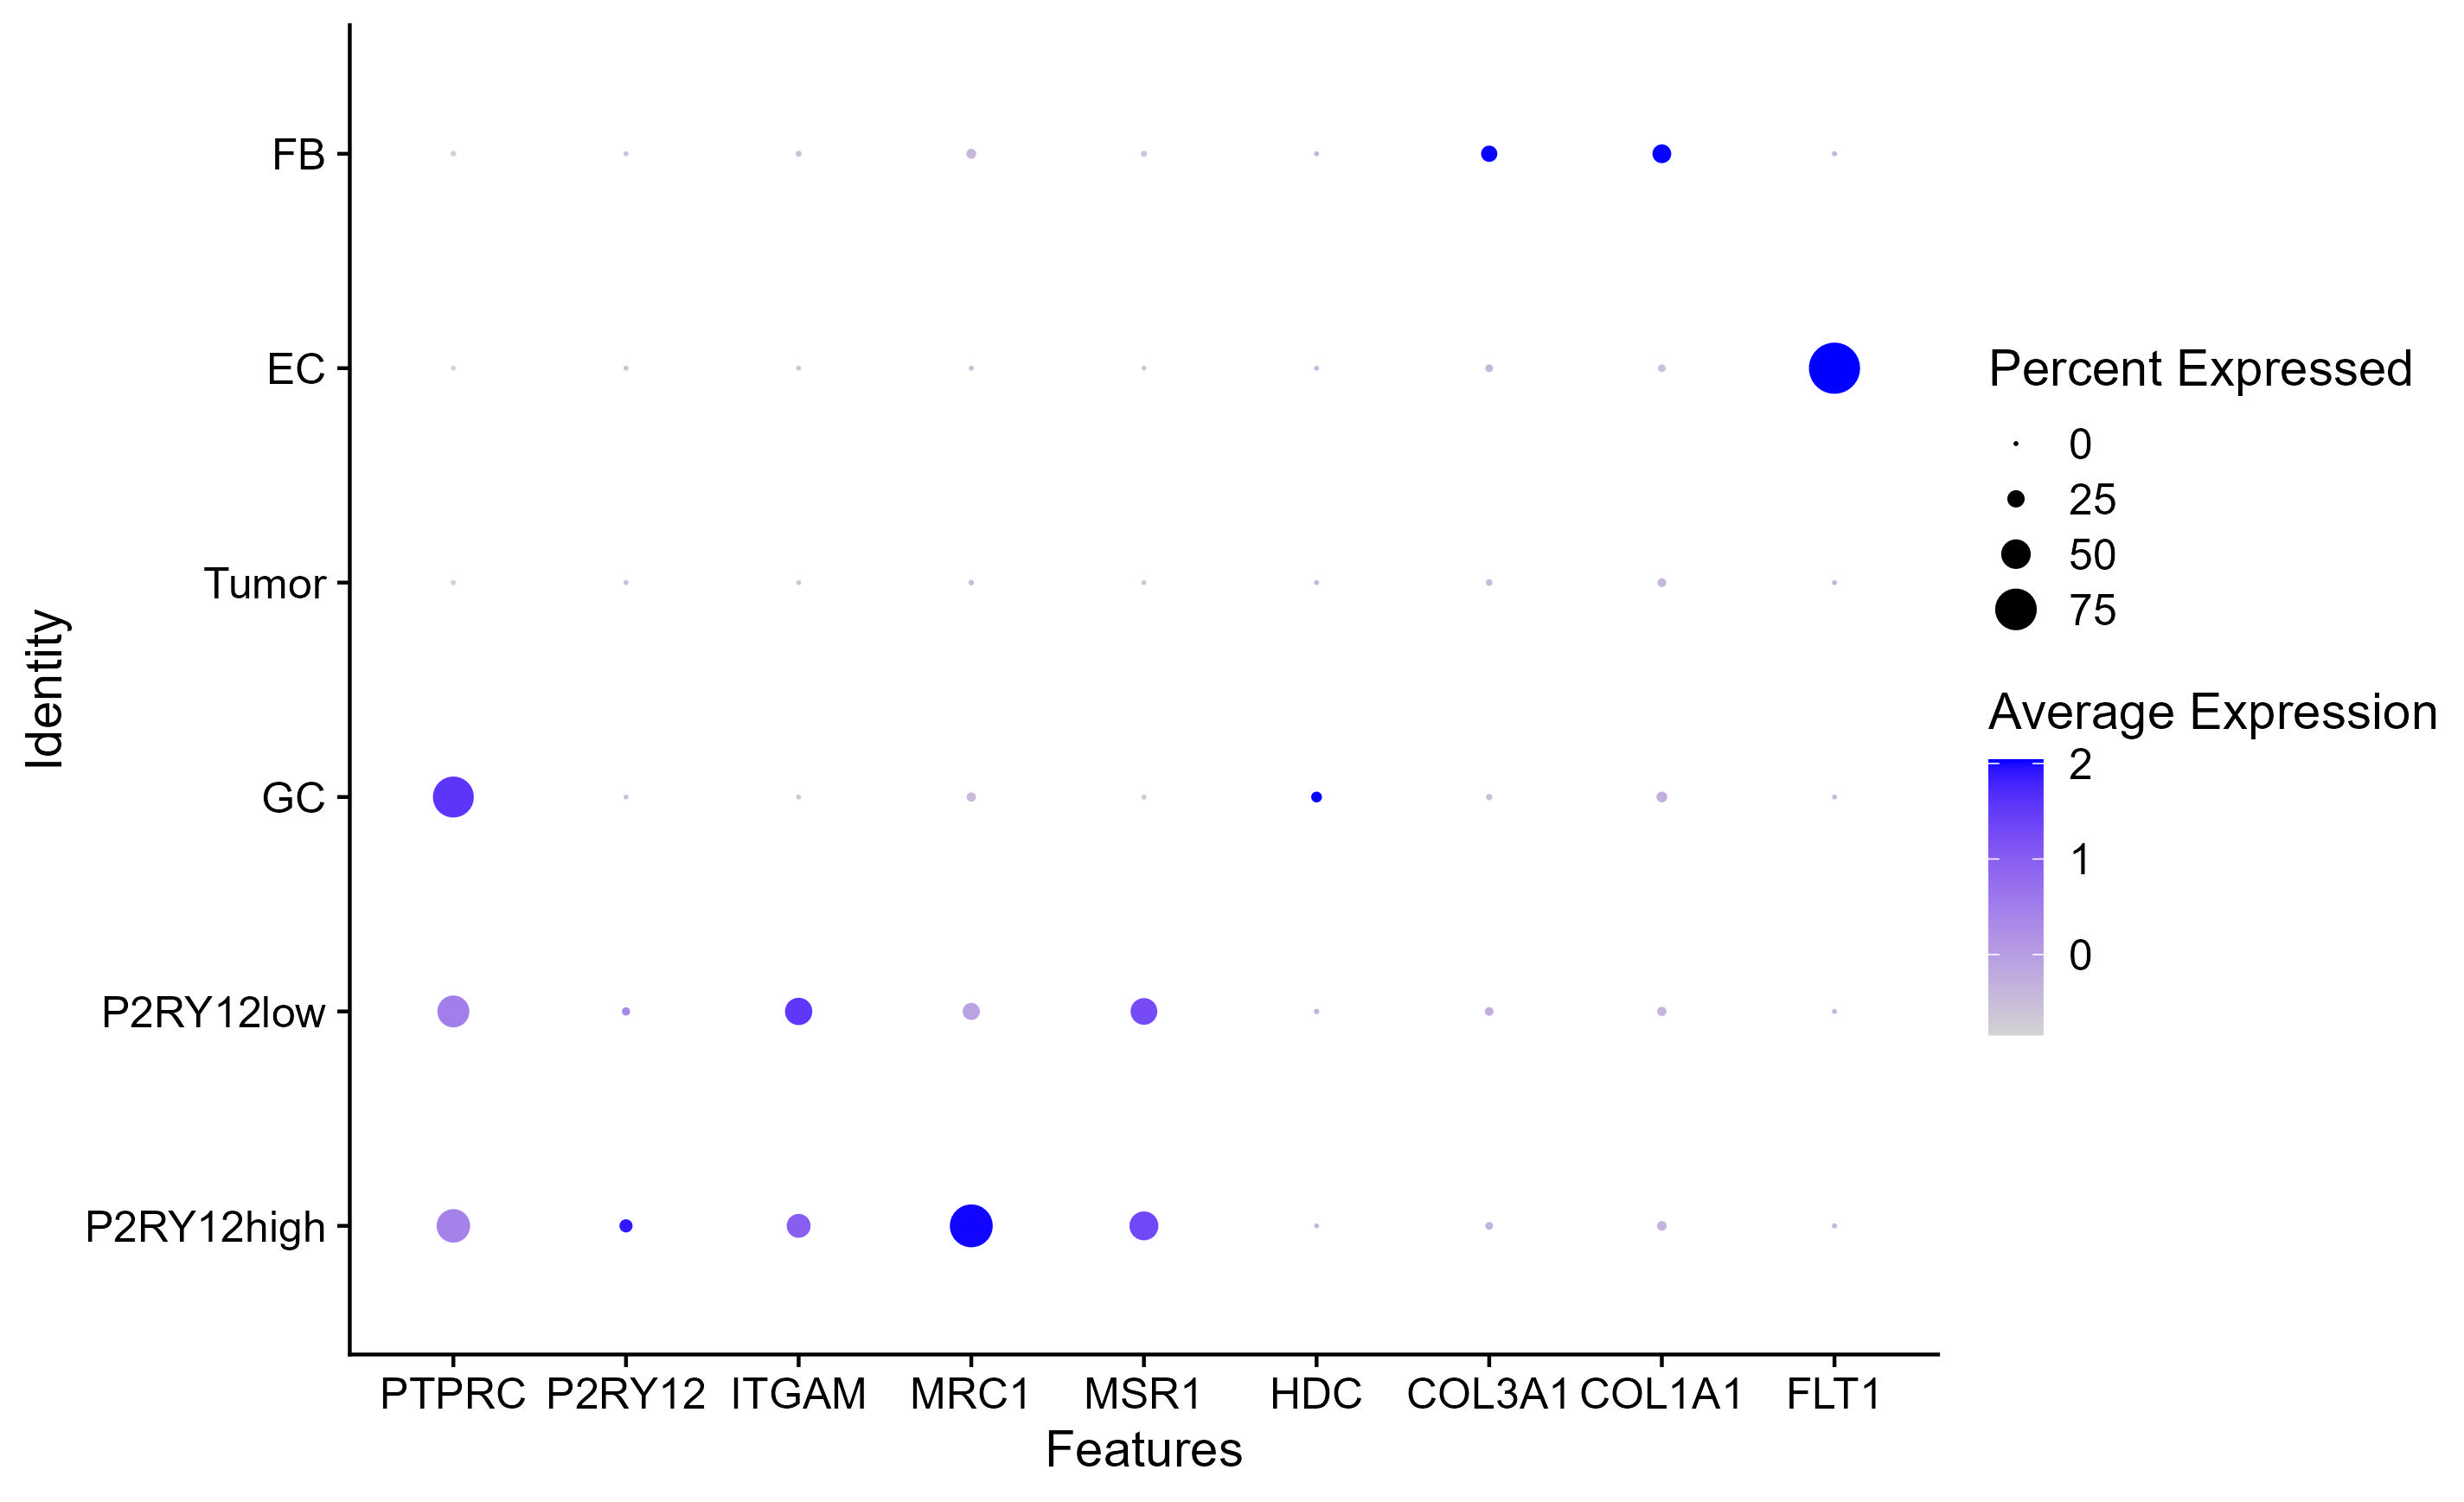 Identity
FB
EC
Tumor
GC
P2RY12low
P2RY12high
PTPRC P2RY12 ITGAM MRC1 MSR1 HDC COL3A1 COL1A1 FLT1
Features
Percent Expressed
0
25
50
75
Average Expression
2
1
0